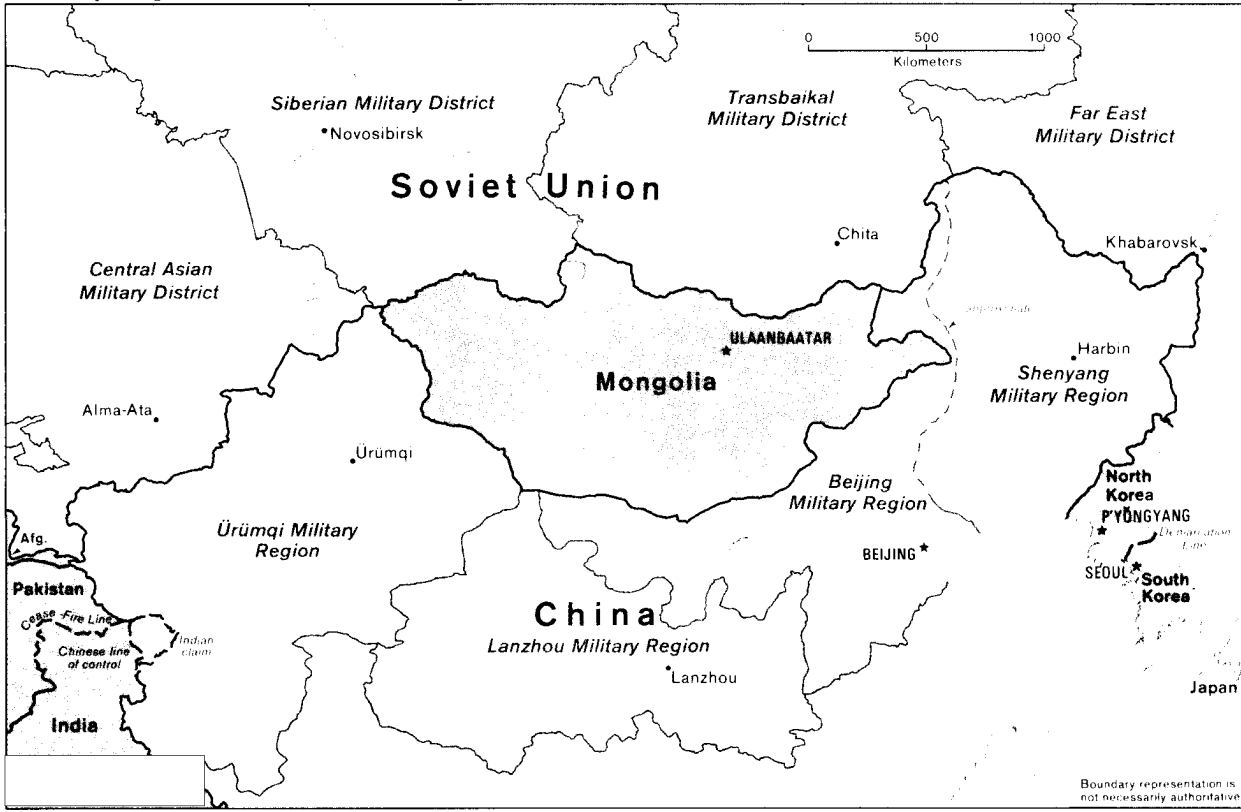 0 500 1000
Kilometers
Siberian Military District
Novosibirsk
Transbaikal
Military District
Far East
Military District
Soviet Union
Chita
Khabarovsk
Central Asian
Military District
ULAANBAATAR
Mongolia
Harbin
Shenyang
Military Region
Alma-Ata
Ürümqi
Beijing
Military Region
North
Korea
P'YŎNGYANG
Demarcation
Line
Ürümqi Military
Region
BEIJING
SEOUL
South
Korea
Afg.
Pakistan
Cease-Fire Line
Indian
claim
Chinese line
of control
India
China
Lanzhou Military Region
Lanzhou
Japan
Boundary representation is
not necessarily authoritative